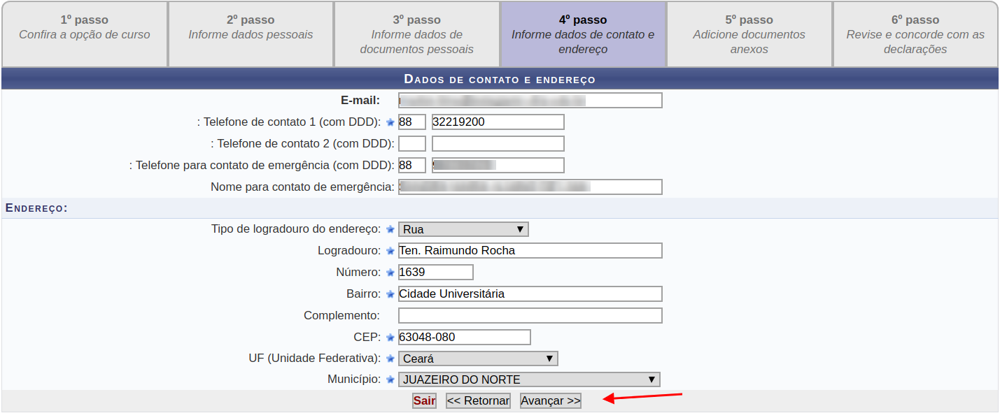 1º passo
Confira a opção de curso
2º passo
Informe dados pessoais
3º passo
Informe dados de
documentos pessoais
4º passo
Informe dados de contato e
endereço
5º passo
Adicione documentos
anexos
6º passo
Revise e concorde com as
declarações
Dados de contato e endereço
E-mail:
: Telefone de contato 1 (com DDD): 88 32219200
: Telefone de contato 2 (com DDD):
: Telefone para contato de emergência (com DDD): 88
Nome para contato de emergência:
Endereço:
Tipo de logradouro do endereço: Rua
Logradouro: Ten. Raimundo Rocha
Número: 1639
Bairro: Cidade Universitária
Complemento:
CEP: 63048-080
UF (Unidade Federativa): Ceará
Município: JUAZEIRO DO NORTE
Sair << Retornar Avançar >>